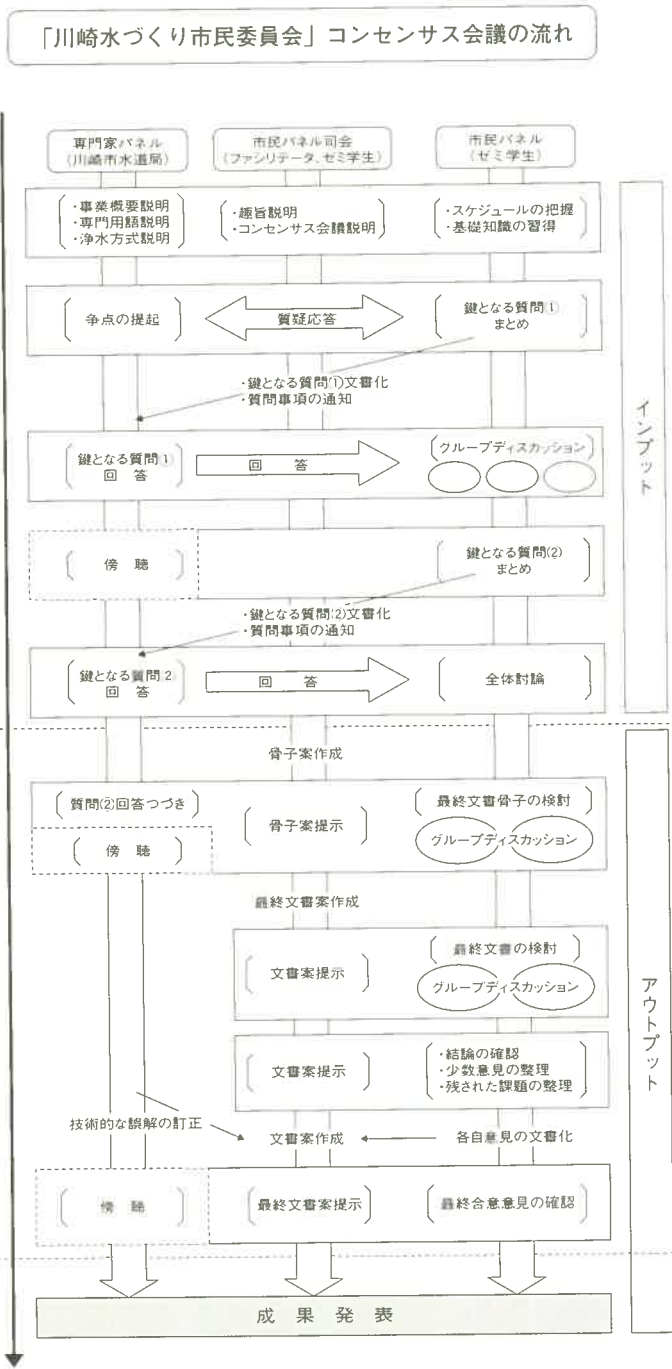 「川崎水づくり市民委員会」コンセンサス会議の流れ
専門家パネル
(川崎市水道局)
市民パネル司会
(ファシリテータ、ゼミ学生)
市民パネル
(ゼミ学生)
・事業概要説明
・専門用語説明
・浄水方式説明
・趣旨説明
・コンセンサス会議説明
・スケジュールの把握
・基礎知識の習得
争点の提起
質疑応答
鍵となる質問①
まとめ
・鍵となる質問(1)文書化
・質問事項の通知
鍵となる質問①
回 答
回 答
グループディスカッション
傍 聴
鍵となる質問(2)
まとめ
・鍵となる質問(2)文書化
・質問事項の通知
鍵となる質問(2)
回 答
回 答
全体討論
インプット
骨子案作成
質問(2)回答つづき
傍 聴
骨子案提示
最終文書骨子の検討
グループディスカッション
最終文書案作成
文書案提示
最終文書の検討
グループディスカッション
文書案提示
・結論の確認
・少数意見の整理
・残された課題の整理
技術的な誤解の訂正
文書案作成
各自意見の文書化
傍 聴
最終文書案提示
最終合意意見の確認
アウトプット
成 果 発 表